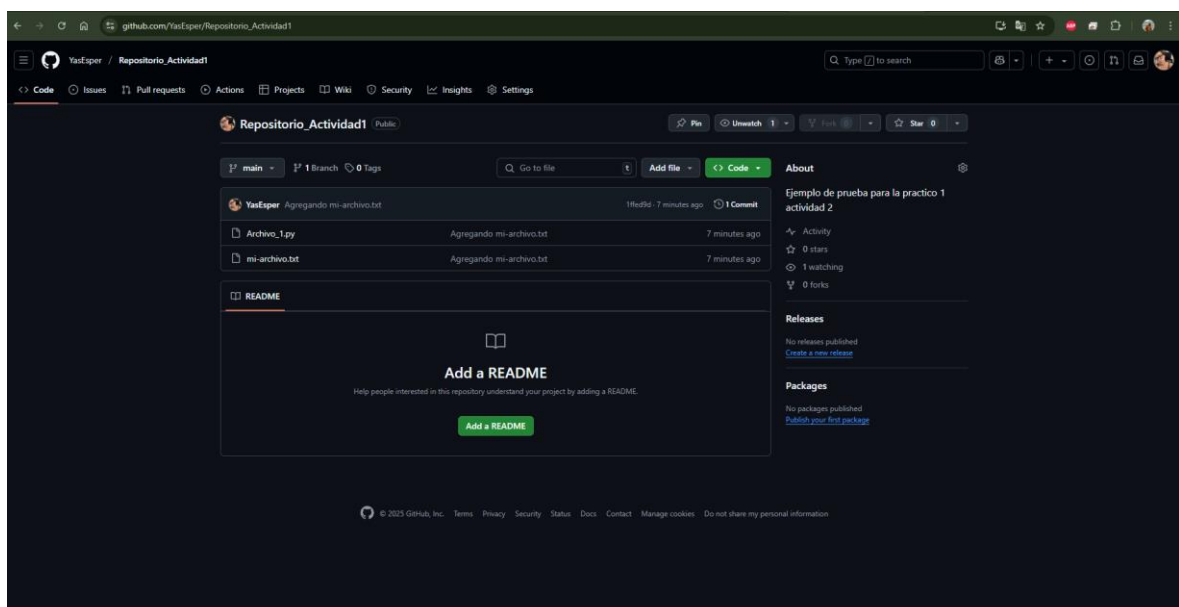 github.com/YasEsper/Repositorio_Actividad1
YasEsper / Repositorio_Actividad1
Type / to search
Code Issues Pull requests Actions Projects Wiki Security Insights Settings
Repositorio_Actividad1 Public
Pin Unwatch 1 Fork 0 Star 0
main 1 Branch 0 Tags Go to file t Add file Code
About
Ejemplo de prueba para la practico 1
actividad 2
YasEsper Agregando mi-archivo.txt 7 minutes ago 1 Commit
Archivo_1.py Agregando mi-archivo.txt 7 minutes ago
mi-archivo.txt Agregando mi-archivo.txt 7 minutes ago
Activity
0 stars
1 watching
0 forks
README
Add a README
Help people interested in this repository understand your project by adding a README.
Add a README
Releases
No releases published
Create a new release
Packages
No packages published
Publish your first package
© 2025 GitHub, Inc. Terms Privacy Security Status Docs Contact Manage cookies Do not share my personal information